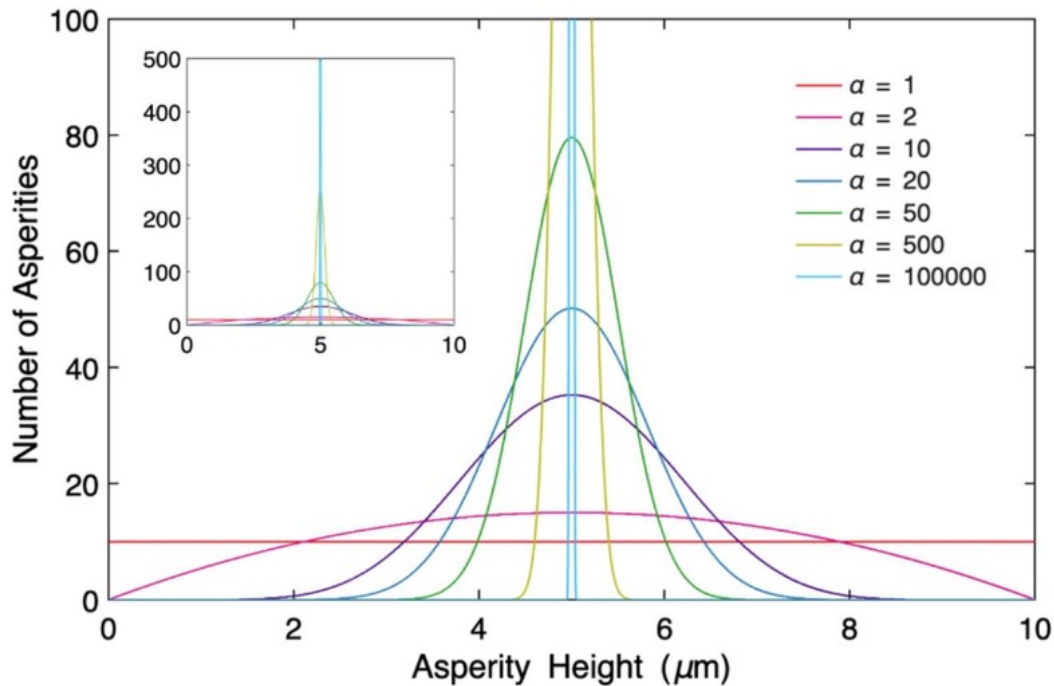 100
80
60
40
20
0
Number of Asperities
500
400
300
200
100
0
0 5 10
α = 1
α = 2
α = 10
α = 20
α = 50
α = 500
α = 100000
0 2 4 6 8 10
Asperity Height (μm)